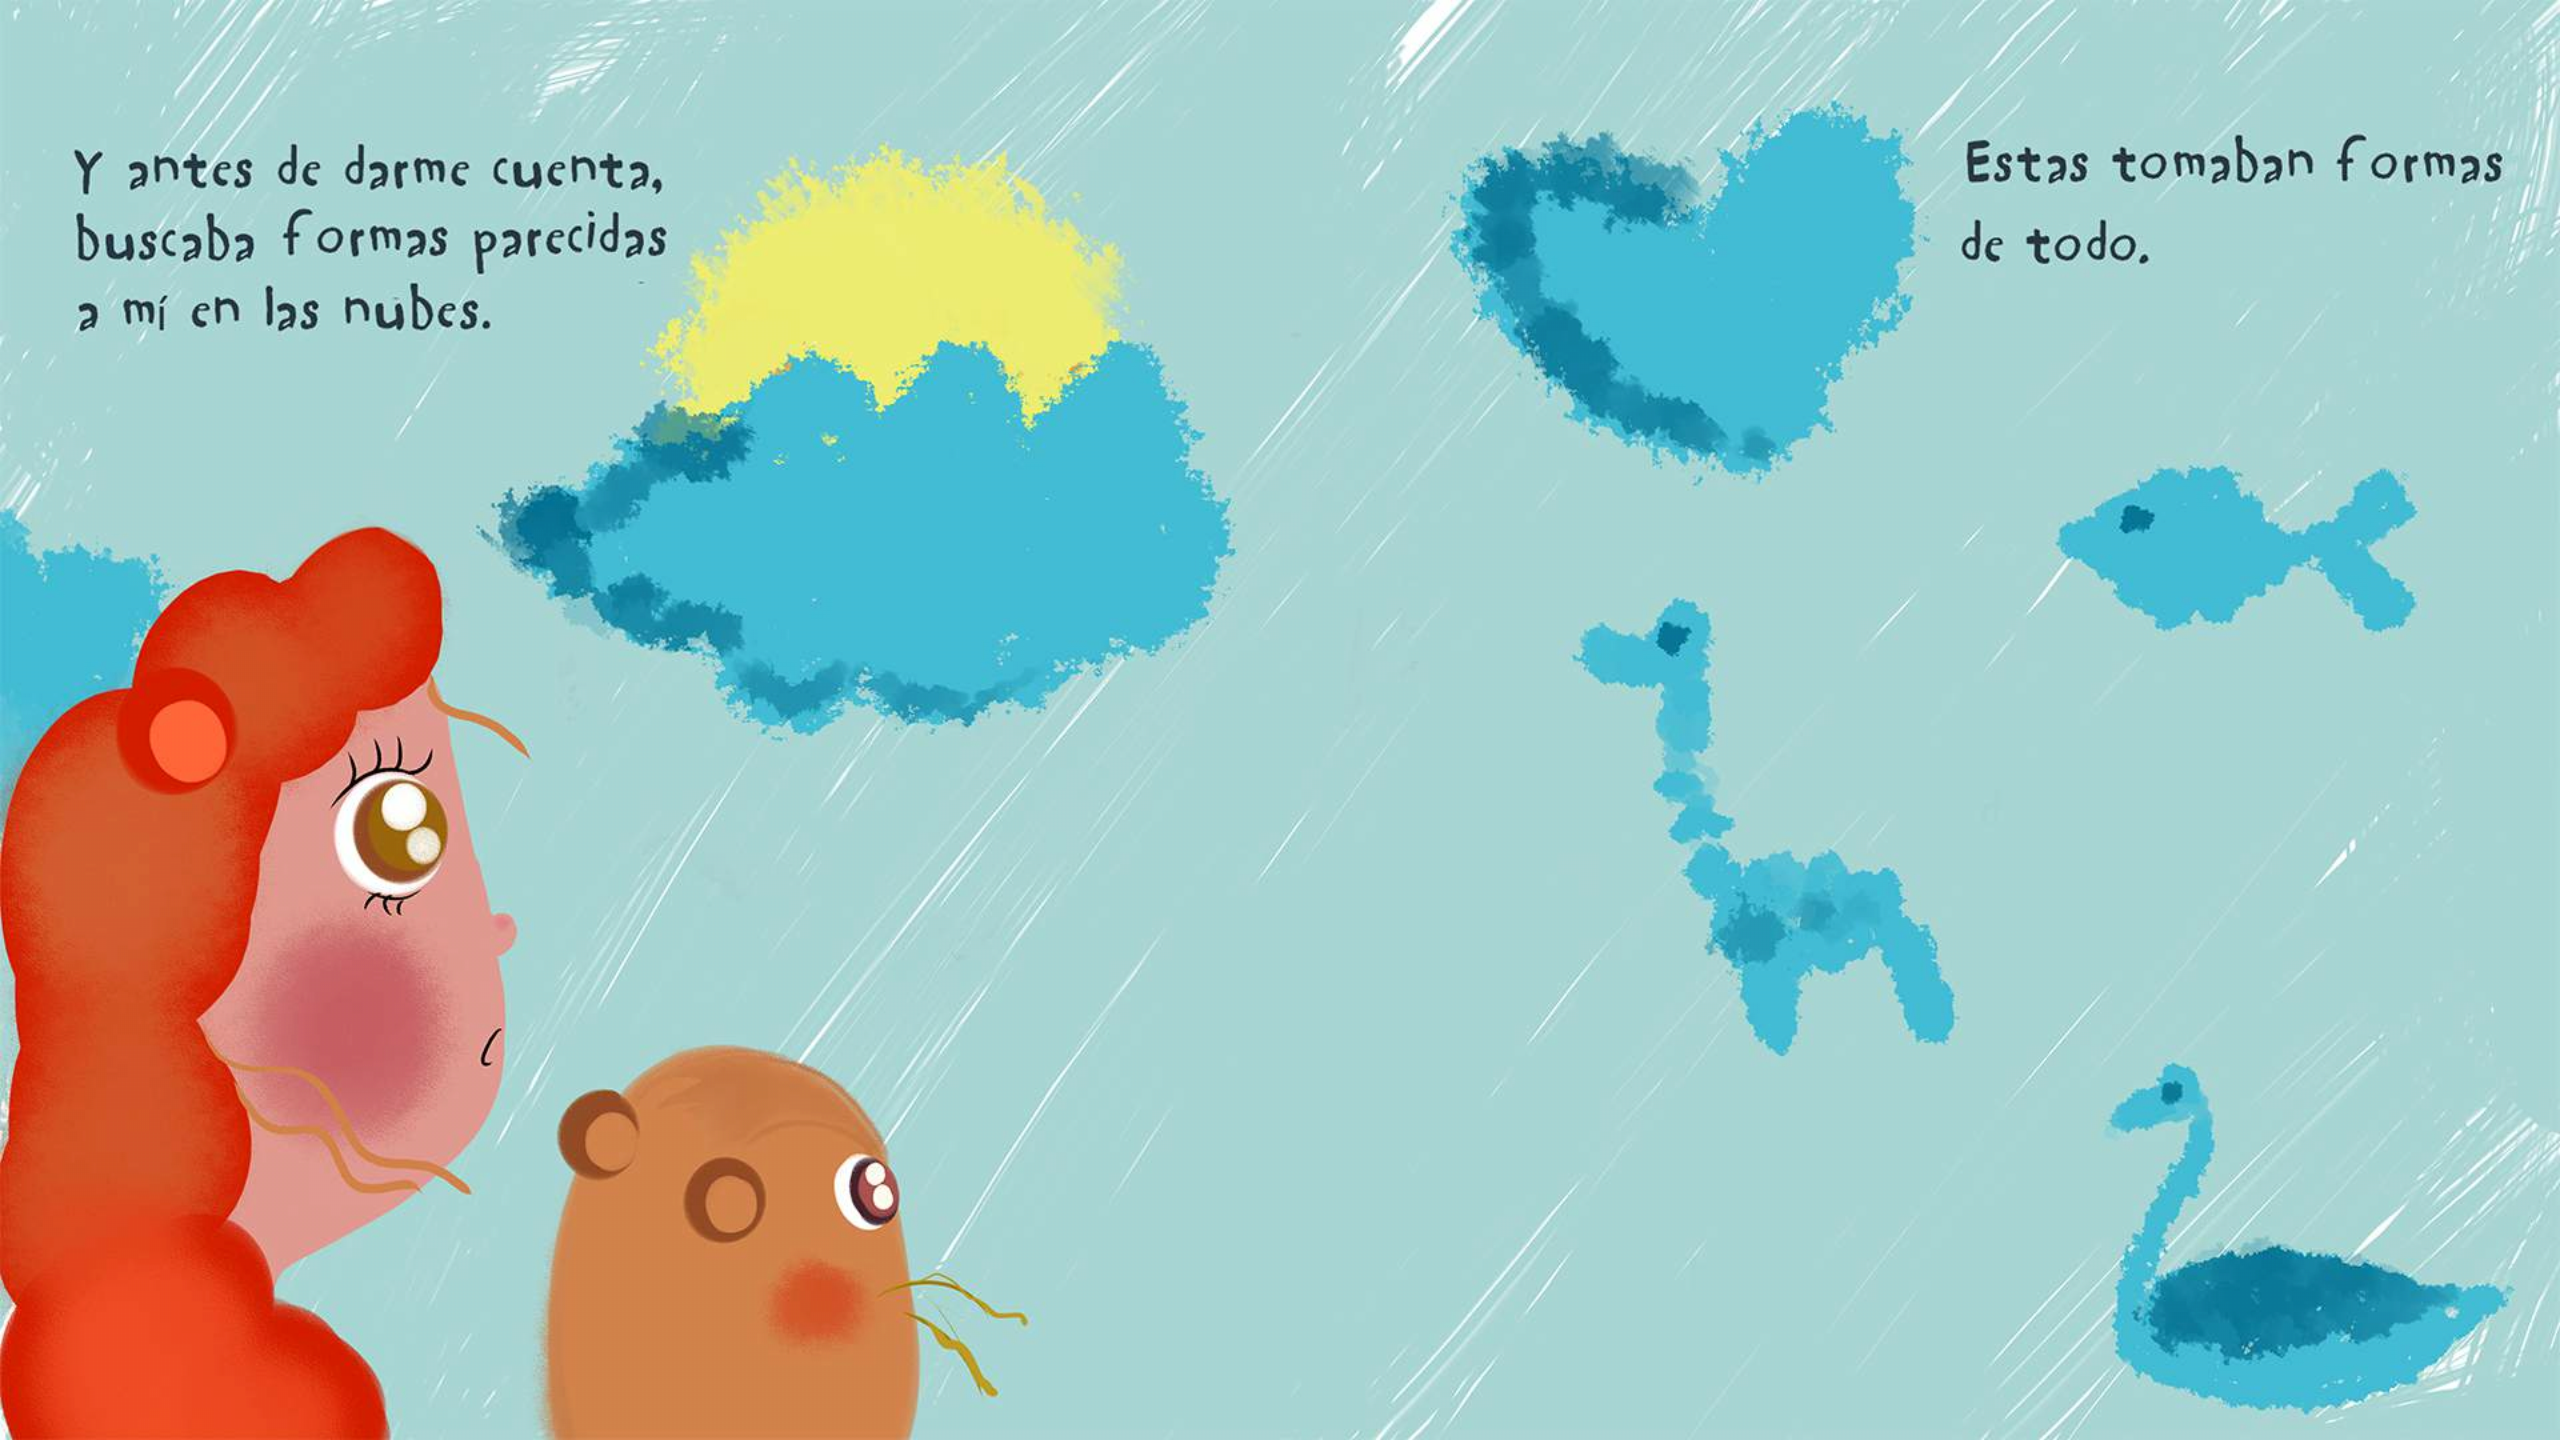 Y antes de darme cuenta,
buscaba formas parecidas
a mí en las nubes.
Estas tomaban formas
de todo.